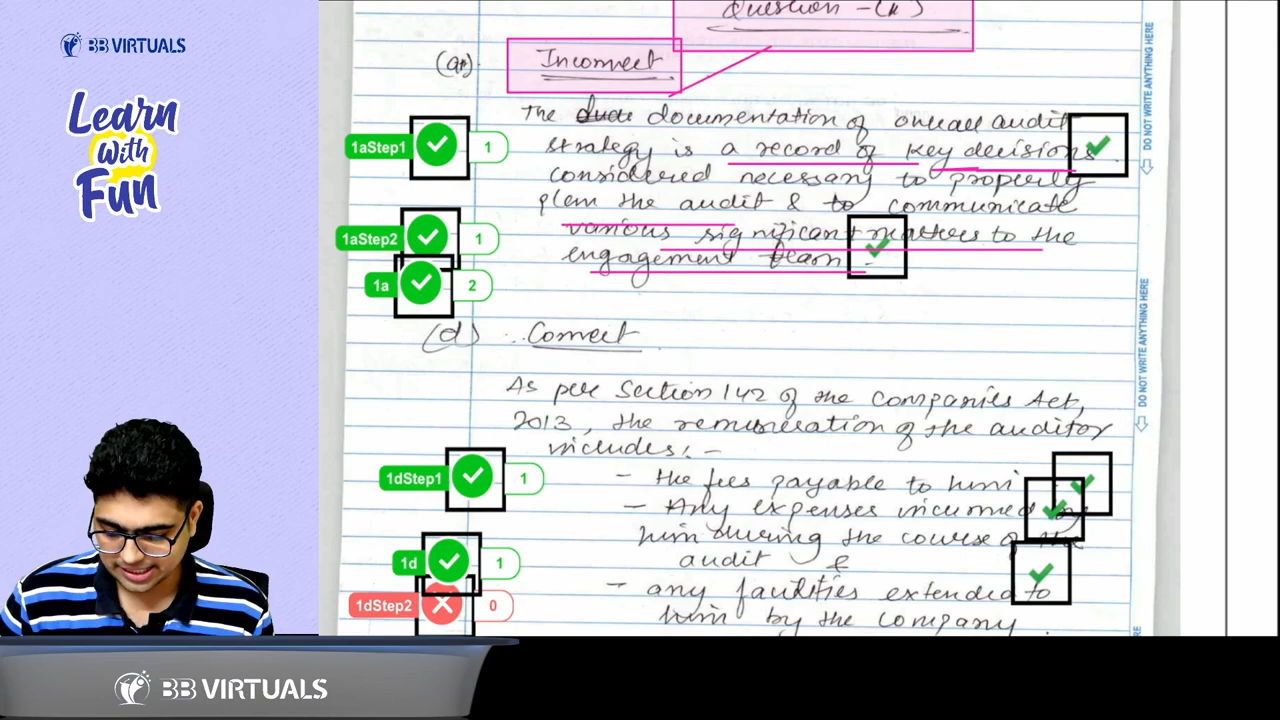 BB VIRTUALS
Learn
With
Fun
Question - (1)
(a)
Incorrect
The documentation of overall audit
strategy is a record of key decisions
considered necessary to properly
plan the audit & to communicate
various significant matters to the
engagement team.
1aStep1
1
1aStep2
1
1a
2
(d)
Correct
As per Section 142 of the Companies Act,
2013, the remuneration of the auditor
includes :-
- the fees payable to him
- Any expenses incurred by
him during the course of the
audit &
- any facilities extended to
him by the company
1dStep1
1
1d
1
1dStep2
0
DO NOT WRITE ANYTHING HERE
DO NOT WRITE ANYTHING HERE
BB VIRTUALS